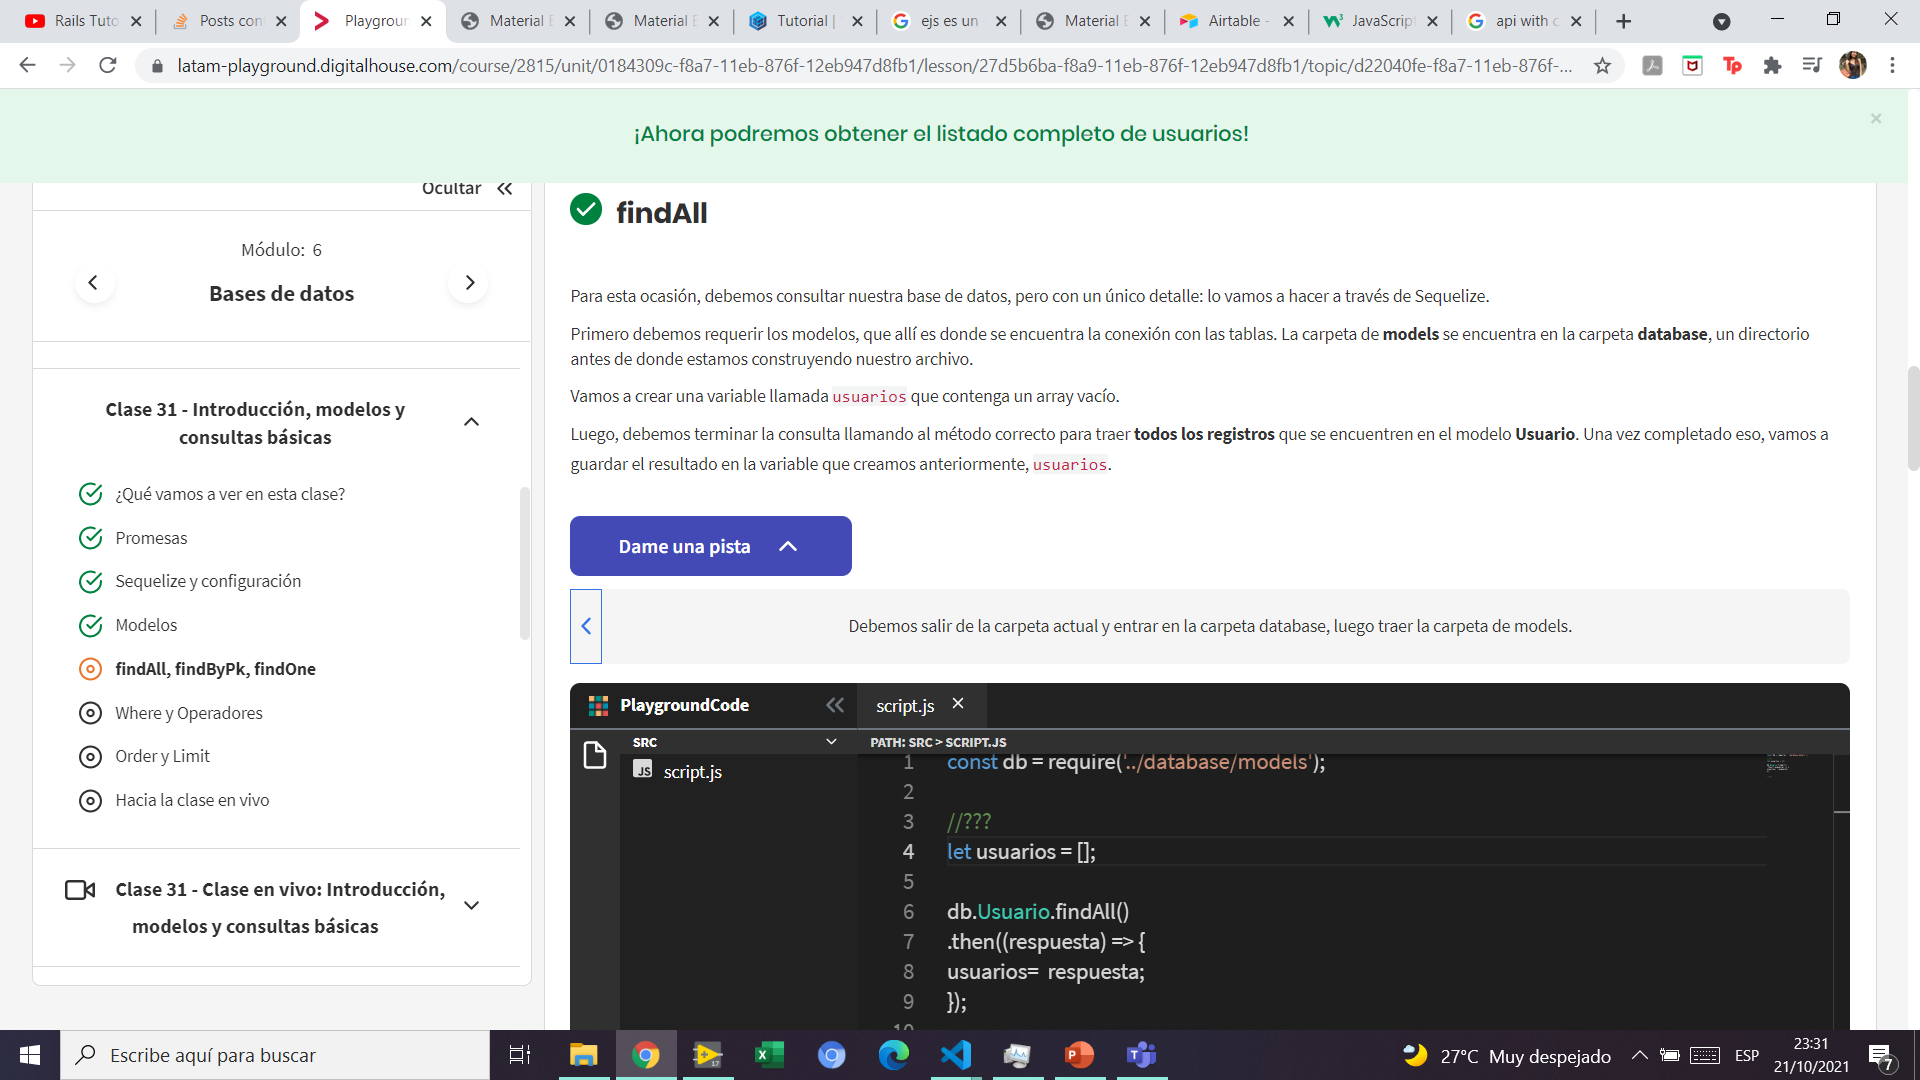 Rails Tuto
Posts con
Playgroun
Material E
Material E
Tutorial |
ejs es un
Material E
Airtable -
JavaScript
api with c
latam-playground.digitalhouse.com/course/2815/unit/0184309c-f8a7-11eb-876f-12eb947d8fb1/lesson/27d5b6ba-f8a9-11eb-876f-12eb947d8fb1/topic/d22040fe-f8a7-11eb-876f-...
¡Ahora podremos obtener el listado completo de usuarios!
Ocultar
Módulo: 6
Bases de datos
Clase 31 - Introducción, modelos y
consultas básicas
¿Qué vamos a ver en esta clase?
Promesas
Sequelize y configuración
Modelos
findAll, findByPk, findOne
Where y Operadores
Order y Limit
Hacia la clase en vivo
Clase 31 - Clase en vivo: Introducción,
modelos y consultas básicas
findAll
Para esta ocasión, debemos consultar nuestra base de datos, pero con un único detalle: lo vamos a hacer a través de Sequelize.
Primero debemos requerir los modelos, que allí es donde se encuentra la conexión con las tablas. La carpeta de models se encuentra en la carpeta database, un directorio
antes de donde estamos construyendo nuestro archivo.
Vamos a crear una variable llamada usuarios que contenga un array vacío.
Luego, debemos terminar la consulta llamando al método correcto para traer todos los registros que se encuentren en el modelo Usuario. Una vez completado eso, vamos a
guardar el resultado en la variable que creamos anteriormente, usuarios.
Dame una pista
Debemos salir de la carpeta actual y entrar en la carpeta database, luego traer la carpeta de models.
PlaygroundCode
script.js
SRC
PATH: SRC > SCRIPT.JS
JS script.js
1 const db = require('../database/models');
2
3 //???
4 let usuarios = [];
5
6 db.Usuario.findAll()
7 .then((respuesta) => {
8 usuarios=  respuesta;
9 });
10
Escribe aquí para buscar
27°C Muy despejado
ESP
23:31
21/10/2021
7